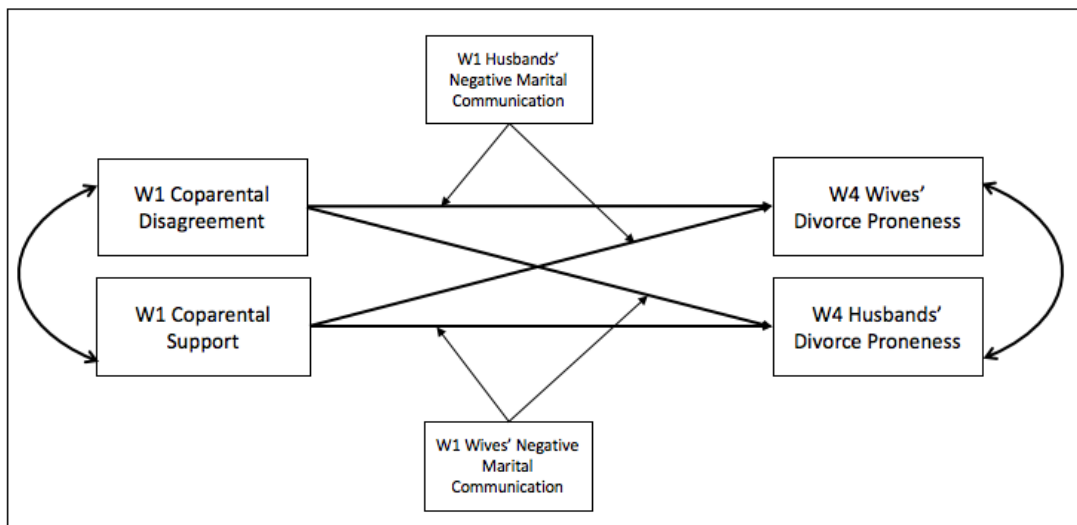 W1 Husbands’
Negative Marital
Communication
W1 Coparental
Disagreement
W4 Wives’
Divorce Proneness
W1 Coparental
Support
W4 Husbands’
Divorce Proneness
W1 Wives’ Negative
Marital
Communication